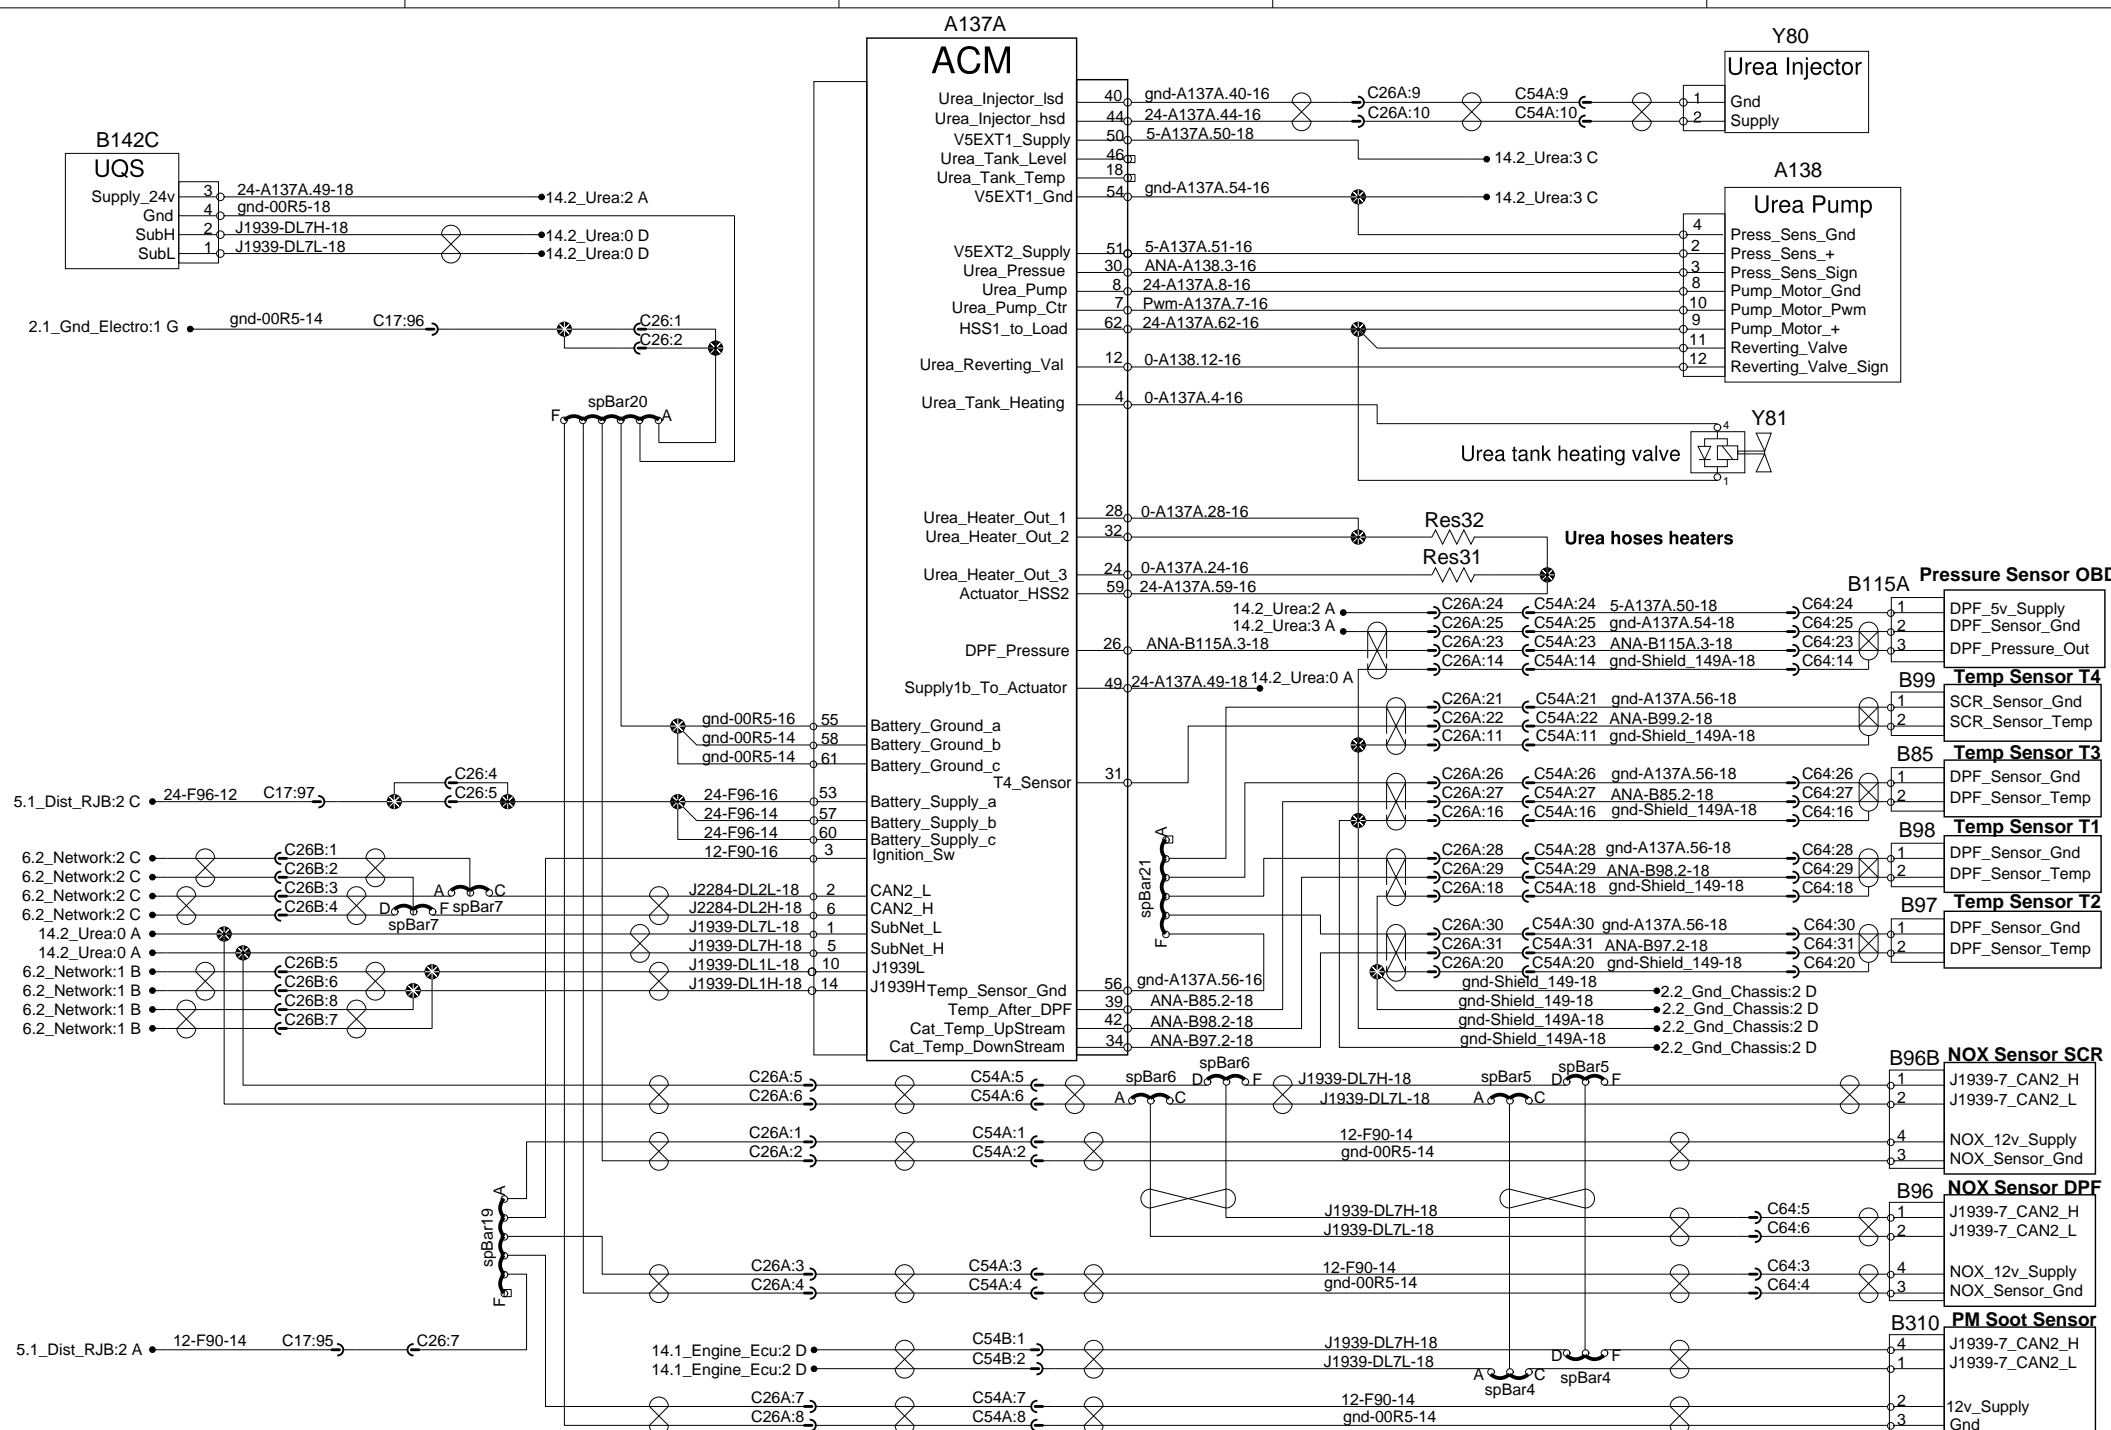 A137A
ACM
Urea_Injector_lsd 40 gnd-A137A.40-16
Urea_Injector_hsd 44 24-A137A.44-16
V5EXT1_Supply 50 5-A137A.50-18
Urea_Tank_Level 46
Urea_Tank_Temp 18
V5EXT1_Gnd 54 gnd-A137A.54-16
V5EXT2_Supply 51 5-A137A.51-16
Urea_Pressue 30 ANA-A138.3-16
Urea_Pump 8 24-A137A.8-16
Urea_Pump_Ctr 7 Pwm-A137A.7-16
HSS1_to_Load 62 24-A137A.62-16
Urea_Reverting_Val 12 0-A138.12-16
Urea_Tank_Heating 4 0-A137A.4-16
Urea_Heater_Out_1 28 0-A137A.28-16
Urea_Heater_Out_2 32
Urea_Heater_Out_3 24 0-A137A.24-16
Actuator_HSS2 59 24-A137A.59-16
DPF_Pressure 26 ANA-B115A.3-18
Supply1b_To_Actuator 49 24-A137A.49-18 14.2_Urea:0 A
T4_Sensor 31
Temp_Sensor_Gnd 56 gnd-A137A.56-16
Temp_After_DPF 39 ANA-B85.2-18
Cat_Temp_UpStream 42 ANA-B98.2-18
Cat_Temp_DownStream 34 ANA-B97.2-18
gnd-00R5-16 55 Battery_Ground_a
gnd-00R5-14 58 Battery_Ground_b
gnd-00R5-14 61 Battery_Ground_c
24-F96-16 53 Battery_Supply_a
24-F96-14 57 Battery_Supply_b
24-F96-14 60 Battery_Supply_c
12-F90-16 3 Ignition_Sw
J2284-DL2L-18 2 CAN2_L
J2284-DL2H-18 6 CAN2_H
J1939-DL7L-18 1 SubNet_L
J1939-DL7H-18 5 SubNet_H
J1939-DL1L-18 10 J1939L
J1939-DL1H-18 14 J1939H
B142C
UQS
Supply_24v 3 24-A137A.49-18 14.2_Urea:2 A
Gnd 4 gnd-00R5-18
SubH 2 J1939-DL7H-18 14.2_Urea:0 D
SubL 1 J1939-DL7L-18 14.2_Urea:0 D
2.1_Gnd_Electro:1 G gnd-00R5-14 C17:96 C26:1
C26:2
spBar20
F A
C26:4
5.1_Dist_RJB:2 C 24-F96-12 C17:97 C26:5
6.2_Network:2 C C26B:1
6.2_Network:2 C C26B:2
6.2_Network:2 C C26B:3 A C
6.2_Network:2 C C26B:4 D F spBar7
spBar7
14.2_Urea:0 A
14.2_Urea:0 A
6.2_Network:1 B C26B:5
6.2_Network:1 B C26B:6
6.2_Network:1 B C26B:8
6.2_Network:1 B C26B:7
A
spBar19
F
5.1_Dist_RJB:2 A 12-F90-14 C17:95 C26:7
Y80
Urea Injector
C26A:9 C54A:9 1 Gnd
C26A:10 C54A:10 2 Supply
14.2_Urea:3 C
14.2_Urea:3 C
A138
Urea Pump
4 Press_Sens_Gnd
2 Press_Sens_+
3 Press_Sens_Sign
8 Pump_Motor_Gnd
10 Pump_Motor_Pwm
9 Pump_Motor_+
11 Reverting_Valve
12 Reverting_Valve_Sign
Y81
4
Urea tank heating valve
1
Res32
Urea hoses heaters
Res31
B115A Pressure Sensor OBD
14.2_Urea:2 A C26A:24 C54A:24 5-A137A.50-18 C64:24 1 DPF_5v_Supply
14.2_Urea:3 A C26A:25 C54A:25 gnd-A137A.54-18 C64:25 2 DPF_Sensor_Gnd
C26A:23 C54A:23 ANA-B115A.3-18 C64:23 3 DPF_Pressure_Out
C26A:14 C54A:14 gnd-Shield_149A-18 C64:14
B99 Temp Sensor T4
C26A:21 C54A:21 gnd-A137A.56-18 1 SCR_Sensor_Gnd
C26A:22 C54A:22 ANA-B99.2-18 2 SCR_Sensor_Temp
C26A:11 C54A:11 gnd-Shield_149A-18
B85 Temp Sensor T3
C26A:26 C54A:26 gnd-A137A.56-18 C64:26 1 DPF_Sensor_Gnd
C26A:27 C54A:27 ANA-B85.2-18 C64:27 2 DPF_Sensor_Temp
C26A:16 C54A:16 gnd-Shield_149A-18 C64:16
B98 Temp Sensor T1
C26A:28 C54A:28 gnd-A137A.56-18 C64:28 1 DPF_Sensor_Gnd
C26A:29 C54A:29 ANA-B98.2-18 C64:29 2 DPF_Sensor_Temp
C26A:18 C54A:18 gnd-Shield_149-18 C64:18
B97 Temp Sensor T2
C26A:30 C54A:30 gnd-A137A.56-18 C64:30 1 DPF_Sensor_Gnd
C26A:31 C54A:31 ANA-B97.2-18 C64:31 2 DPF_Sensor_Temp
C26A:20 C54A:20 gnd-Shield_149-18 C64:20
A
spBar21
F
gnd-Shield_149-18 2.2_Gnd_Chassis:2 D
gnd-Shield_149-18 2.2_Gnd_Chassis:2 D
gnd-Shield_149A-18 2.2_Gnd_Chassis:2 D
gnd-Shield_149A-18 2.2_Gnd_Chassis:2 D
B96B NOX Sensor SCR
spBar6 spBar6 spBar5 spBar5
C26A:5 C54A:5 D F J1939-DL7H-18 D F 1 J1939-7_CAN2_H
C26A:6 C54A:6 A C J1939-DL7L-18 A C 2 J1939-7_CAN2_L
C26A:1 C54A:1 12-F90-14 4 NOX_12v_Supply
C26A:2 C54A:2 gnd-00R5-14 3 NOX_Sensor_Gnd
B96 NOX Sensor DPF
J1939-DL7H-18 C64:5 1 J1939-7_CAN2_H
J1939-DL7L-18 C64:6 2 J1939-7_CAN2_L
C26A:3 C54A:3 12-F90-14 C64:3 4 NOX_12v_Supply
C26A:4 C54A:4 gnd-00R5-14 C64:4 3 NOX_Sensor_Gnd
B310 PM Soot Sensor
14.1_Engine_Ecu:2 D C54B:1 J1939-DL7H-18 D F 4 J1939-7_CAN2_H
14.1_Engine_Ecu:2 D C54B:2 J1939-DL7L-18 A C spBar4 1 J1939-7_CAN2_L
spBar4
C26A:7 C54A:7 12-F90-14 2 12v_Supply
C26A:8 C54A:8 gnd-00R5-14 3 Gnd